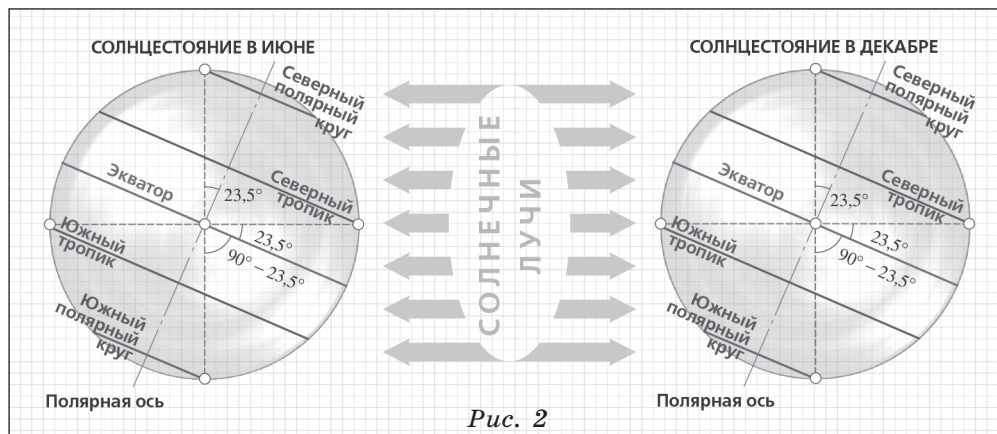 СОЛНЦЕСТОЯНИЕ В ИЮНЕ
Северный
полярный
круг
Экватор
23,5°
Северный
тропик
Южный
тропик
23,5°
90° – 23,5°
Южный
полярный
круг
Полярная ось
СОЛНЕЧНЫЕ
ЛУЧИ
СОЛНЦЕСТОЯНИЕ В ДЕКАБРЕ
Северный
полярный
круг
Экватор
23,5°
Северный
тропик
Южный
тропик
23,5°
90° – 23,5°
Южный
полярный
круг
Полярная ось
Рис. 2